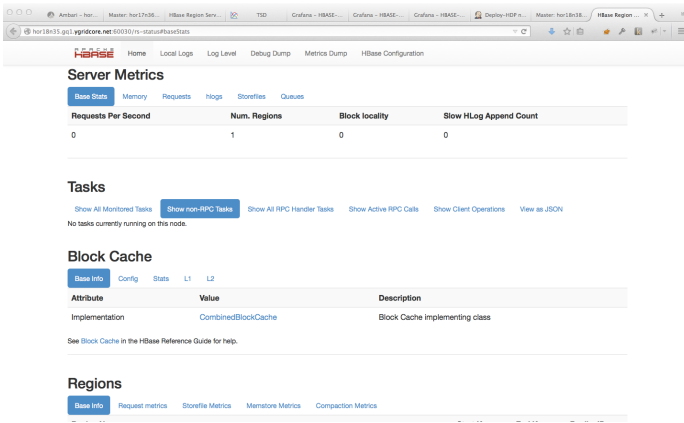 Ambari – hor...
Master: hor17n36...
HBase Region Serv...
TSD
Grafana – HBASE-...
Grafana – HBASE-...
Grafana – HBASE-...
Deploy-HDP n...
Master: hor18n38...
HBase Region ...
hor18n35.gq1.ygridcore.net:60030/rs-status#baseStats
APACHE
HBASE
Home
Local Logs
Log Level
Debug Dump
Metrics Dump
HBase Configuration
Server Metrics
Base Stats
Memory
Requests
hlogs
Storefiles
Queues
Requests Per Second
Num. Regions
Block locality
Slow HLog Append Count
0
1
0
0
Tasks
Show All Monitored Tasks
Show non-RPC Tasks
Show All RPC Handler Tasks
Show Active RPC Calls
Show Client Operations
View as JSON
No tasks currently running on this node.
Block Cache
Base Info
Config
Stats
L1
L2
Attribute
Value
Description
Implementation
CombinedBlockCache
Block Cache implementing class
See Block Cache in the HBase Reference Guide for help.
Regions
Base Info
Request metrics
Storefile Metrics
Memstore Metrics
Compaction Metrics